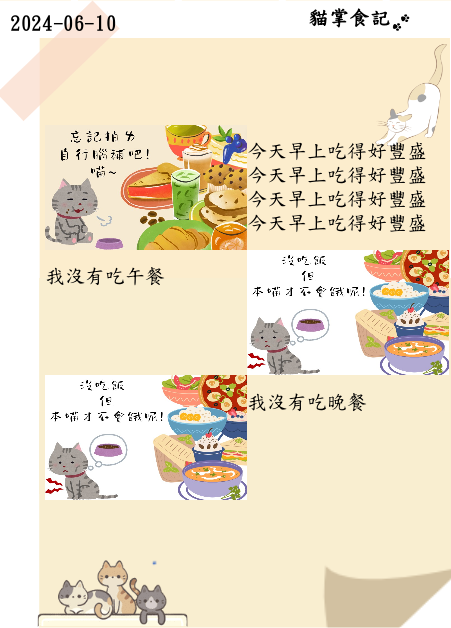 2024-06-10
貓掌食記
忘記拍照
自行腦補吧!
喵~
今天早上吃得好豐盛
今天早上吃得好豐盛
今天早上吃得好豐盛
今天早上吃得好豐盛
我沒有吃午餐
沒吃飯
但
本喵才不會餓呢!
沒吃飯
但
本喵才不會餓呢!
我沒有吃晚餐